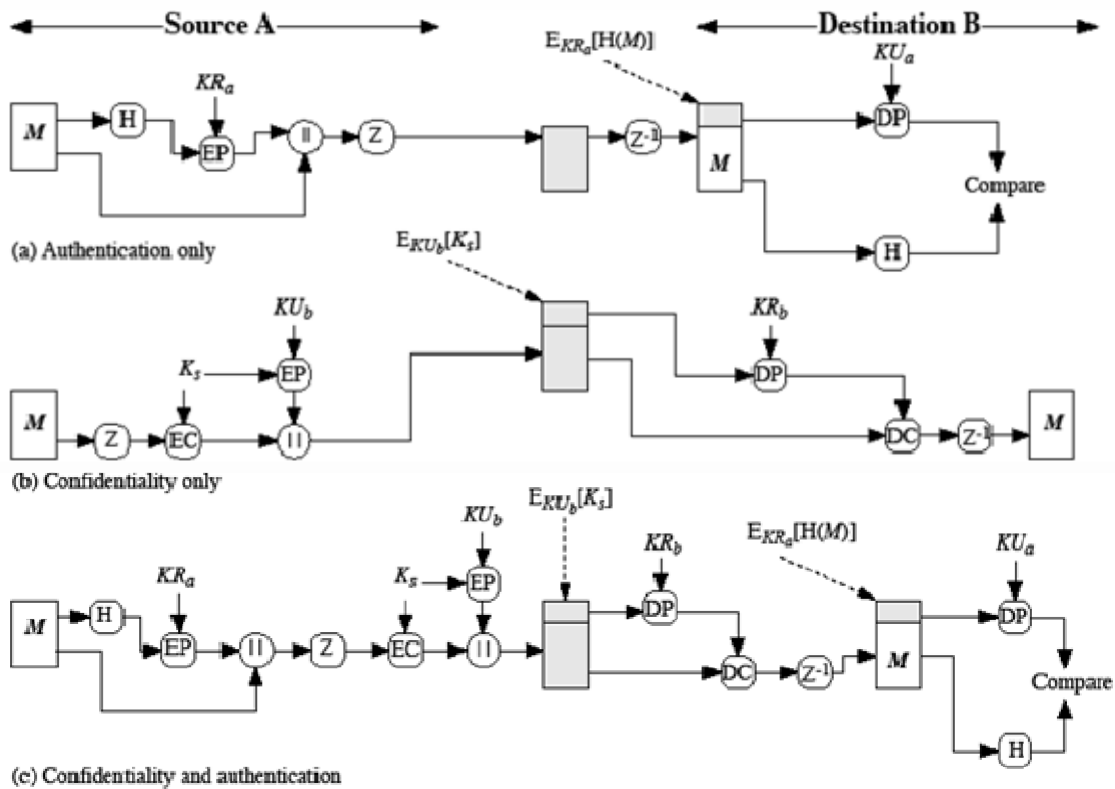 Source A
Destination B
E_KRa[H(M)]
KU_a
KR_a
M
H
EP
||
Z
Z⁻¹
M
DP
Compare
H
(a) Authentication only
E_KUb[K_s]
KU_b
KR_b
K_s
EP
DP
M
Z
EC
||
DC
Z⁻¹
M
(b) Confidentiality only
E_KUb[K_s]
KU_b
KR_b
E_KRa[H(M)]
KU_a
KR_a
K_s
EP
M
H
EP
||
Z
EC
||
DP
DC
Z⁻¹
M
DP
Compare
H
(c) Confidentiality and authentication